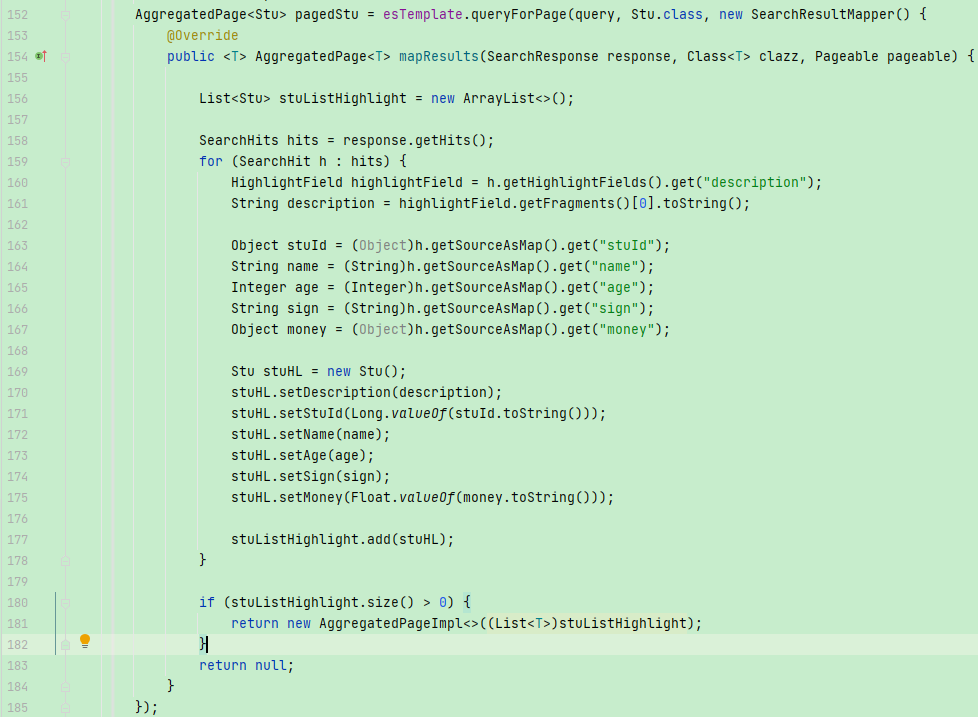 152 AggregatedPage<Stu> pagedStu = esTemplate.queryForPage(query, Stu.class, new SearchResultMapper() {
153 @Override
154 public <T> AggregatedPage<T> mapResults(SearchResponse response, Class<T> clazz, Pageable pageable) {
155
156 List<Stu> stuListHighlight = new ArrayList<>();
157
158 SearchHits hits = response.getHits();
159 for (SearchHit h : hits) {
160 HighlightField highlightField = h.getHighlightFields().get("description");
161 String description = highlightField.getFragments()[0].toString();
162
163 Object stuId = (Object)h.getSourceAsMap().get("stuId");
164 String name = (String)h.getSourceAsMap().get("name");
165 Integer age = (Integer)h.getSourceAsMap().get("age");
166 String sign = (String)h.getSourceAsMap().get("sign");
167 Object money = (Object)h.getSourceAsMap().get("money");
168
169 Stu stuHL = new Stu();
170 stuHL.setDescription(description);
171 stuHL.setStuId(Long.valueOf(stuId.toString()));
172 stuHL.setName(name);
173 stuHL.setAge(age);
174 stuHL.setSign(sign);
175 stuHL.setMoney(Float.valueOf(money.toString()));
176
177 stuListHighlight.add(stuHL);
178 }
179
180 if (stuListHighlight.size() > 0) {
181 return new AggregatedPageImpl<>((List<T>)stuListHighlight);
182 }
183 return null;
184 }
185 });